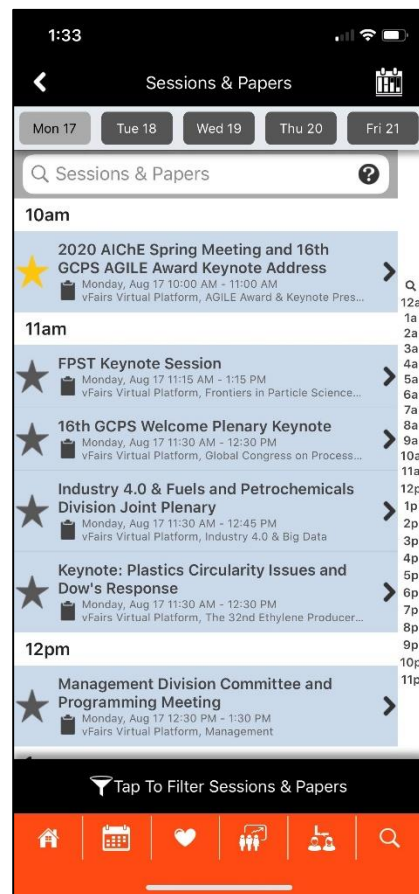 1:33
Sessions & Papers
Mon 17 Tue 18 Wed 19 Thu 20 Fri 21
Sessions & Papers ?
10am
2020 AIChE Spring Meeting and 16th
GCPS AGILE Award Keynote Address
Monday, Aug 17 10:00 AM - 11:00 AM
vFairs Virtual Platform, AGILE Award & Keynote Pres...
11am
FPST Keynote Session
Monday, Aug 17 11:15 AM - 1:15 PM
vFairs Virtual Platform, Frontiers in Particle Science...
16th GCPS Welcome Plenary Keynote
Monday, Aug 17 11:30 AM - 12:30 PM
vFairs Virtual Platform, Global Congress on Process...
Industry 4.0 & Fuels and Petrochemicals
Division Joint Plenary
Monday, Aug 17 11:30 AM - 12:45 PM
vFairs Virtual Platform, Industry 4.0 & Big Data
Keynote: Plastics Circularity Issues and
Dow's Response
Monday, Aug 17 11:30 AM - 12:30 PM
vFairs Virtual Platform, The 32nd Ethylene Producer...
12pm
Management Division Committee and
Programming Meeting
Monday, Aug 17 12:30 PM - 1:30 PM
vFairs Virtual Platform, Management
12a
1a
2a
3a
4a
5a
6a
7a
8a
9a
10a
11a
12p
1p
2p
3p
4p
5p
6p
7p
8p
9p
10p
11p
Tap To Filter Sessions & Papers